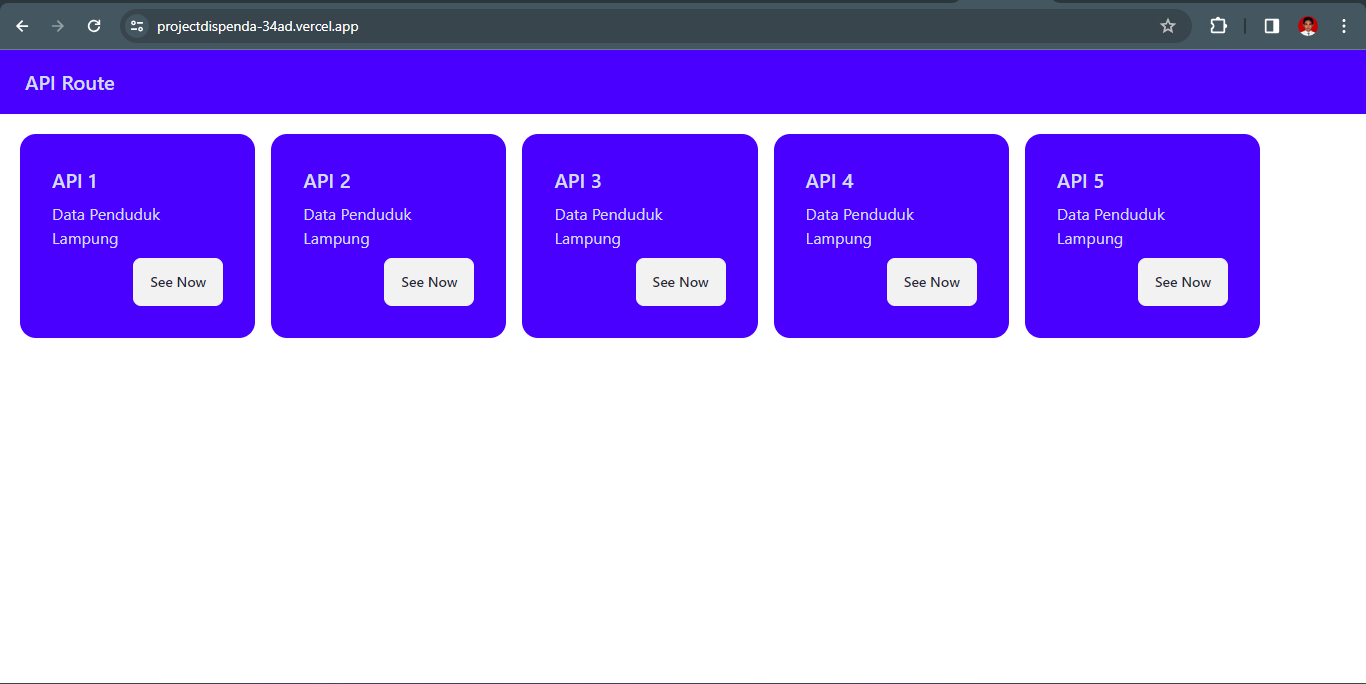 projectdispenda-34ad.vercel.app
API Route
API 1
Data Penduduk
Lampung
See Now
API 2
Data Penduduk
Lampung
See Now
API 3
Data Penduduk
Lampung
See Now
API 4
Data Penduduk
Lampung
See Now
API 5
Data Penduduk
Lampung
See Now